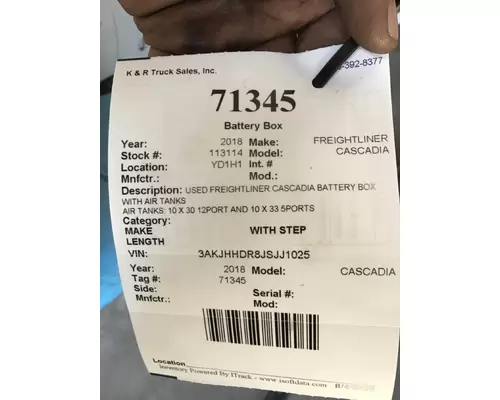 K & R Truck Sales, Inc.
-392-8377
71345
Battery Box
Year: 2018 Make: FREIGHTLINER
Stock #: 113114 Model: CASCADIA
Location: YD1H1 Int. #
Mnfctr.: Mod.:
Description: USED FREIGHTLINER CASCADIA BATTERY BOX
WITH AIR TANKS
AIR TANKS: 10 X 30 12PORT AND 10 X 33 5PORTS
Category:
MAKE WITH STEP
LENGTH
VIN: 3AKJHHDR8JSJJ1025
Year: 2018 Model: CASCADIA
Tag #: 71345
Side: Serial #:
Mnfctr.: Mod:
Location
Inventory Powered By ITrack - www.isoftdata.com